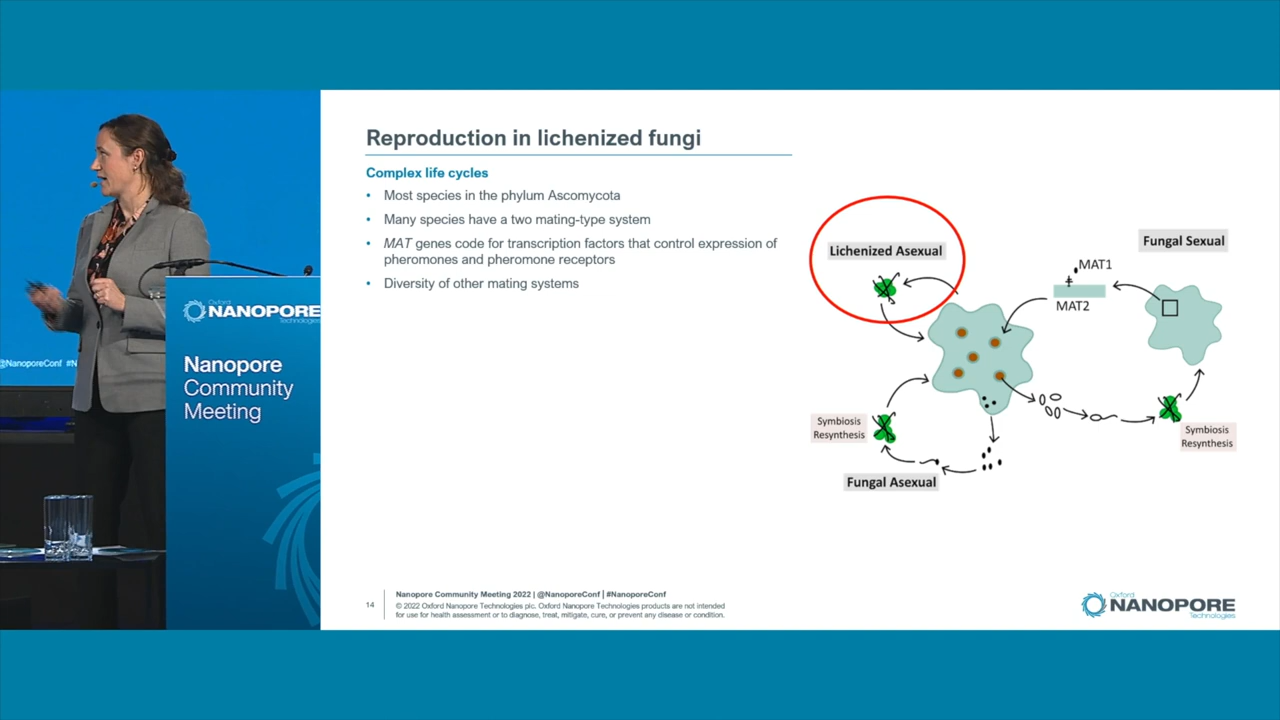 Reproduction in lichenized fungi
Complex life cycles
• Most species in the phylum Ascomycota
• Many species have a two mating-type system
• MAT genes code for transcription factors that control expression of
pheromones and pheromone receptors
• Diversity of other mating systems
Lichenized Asexual
Fungal Sexual
MAT1
MAT2
Symbiosis
Resynthesis
Symbiosis
Resynthesis
Fungal Asexual
14
Nanopore Community Meeting 2022 | @NanoporeConf | #NanoporeConf
© 2022 Oxford Nanopore Technologies plc. Oxford Nanopore Technologies products are not intended
for use for health assessment or to diagnose, treat, mitigate, cure, or prevent any disease or condition.
Oxford
NANOPORE
Technologies
Oxford
NANOPORE
Technologies
Nanopore
Community
Meeting
@NanoporeConf #N